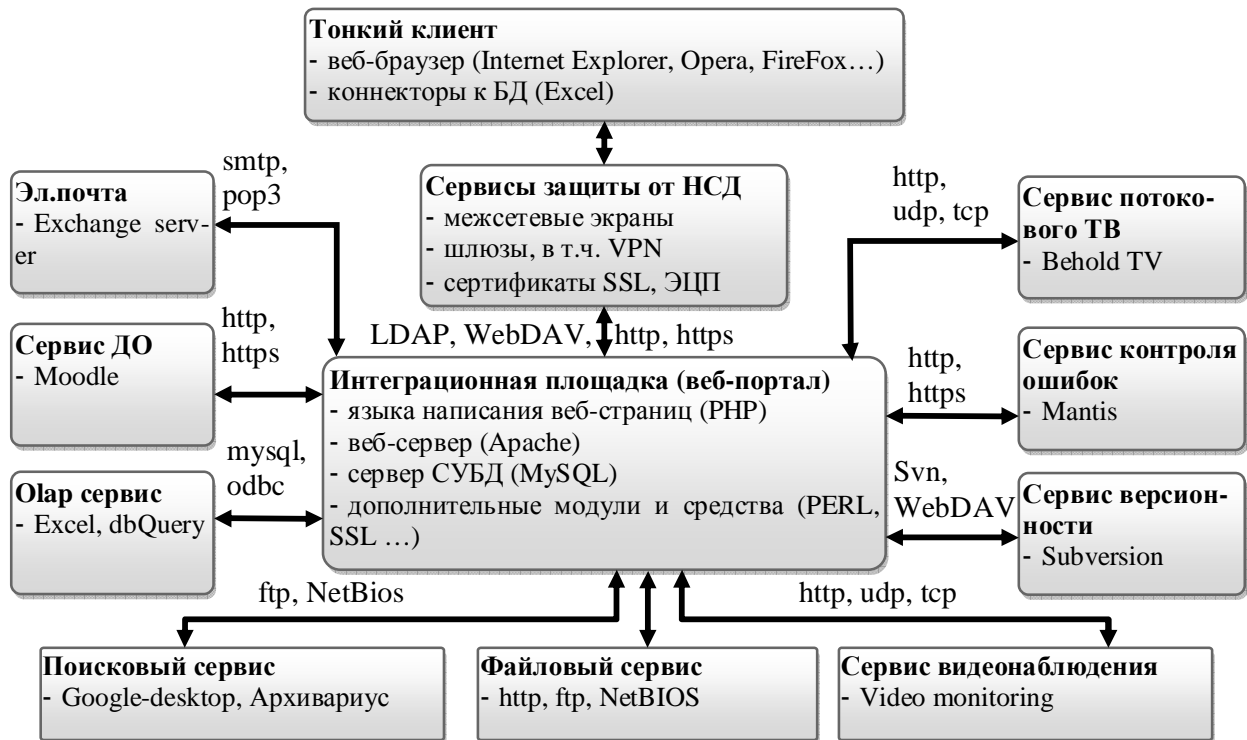 Тонкий клиент
- веб-браузер (Internet Explorer, Opera, FireFox…)
- коннекторы к БД (Excel)
smtp,
pop3
Эл.почта
- Exchange serv-
er
Сервисы защиты от НСД
- межсетевые экраны
- шлюзы, в т.ч. VPN
- сертификаты SSL, ЭЦП
http,
udp, tcp
Сервис потоко-
вого ТВ
- Behold TV
http,
https
Сервис ДО
- Moodle
LDAP, WebDAV, http, https
Интеграционная площадка (веб-портал)
- языка написания веб-страниц (PHP)
- веб-сервер (Apache)
- сервер СУБД (MySQL)
- дополнительные модули и средства (PERL,
SSL …)
http,
https
Сервис контроля
ошибок
- Mantis
mysql,
odbc
Olap сервис
- Excel, dbQuery
Svn,
WebDAV
Сервис версион-
ности
- Subversion
ftp, NetBios
http, udp, tcp
Поисковый сервис
- Google-desktop, Архивариус
Файловый сервис
- http, ftp, NetBIOS
Сервис видеонаблюдения
- Video monitoring